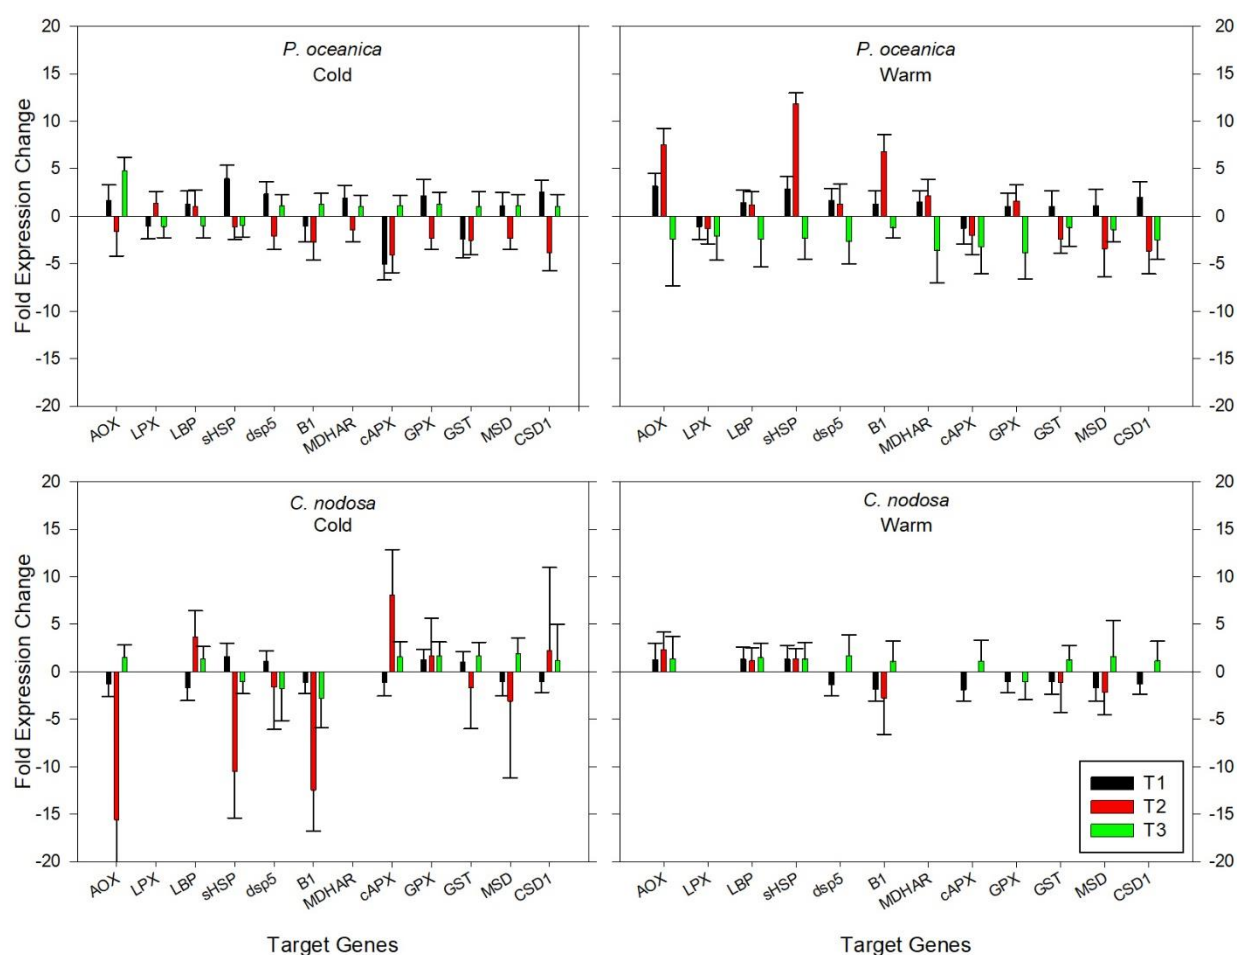 P. oceanica
Cold
P. oceanica
Warm
Fold Expression Change
20
15
10
5
0
-5
-10
-15
-20
20
15
10
5
0
-5
-10
-15
-20
AOX LPX LBP sHSP dsp5 B1 MDHAR cAPX GPX GST MSD CSD1
AOX LPX LBP sHSP dsp5 B1 MDHAR cAPX GPX GST MSD CSD1
C. nodosa
Cold
C. nodosa
Warm
Fold Expression Change
20
15
10
5
0
-5
-10
-15
-20
20
15
10
5
0
-5
-10
-15
-20
T1
T2
T3
AOX LPX LBP sHSP dsp5 B1 MDHAR cAPX GPX GST MSD CSD1
AOX LPX LBP sHSP dsp5 B1 MDHAR cAPX GPX GST MSD CSD1
Target Genes
Target Genes